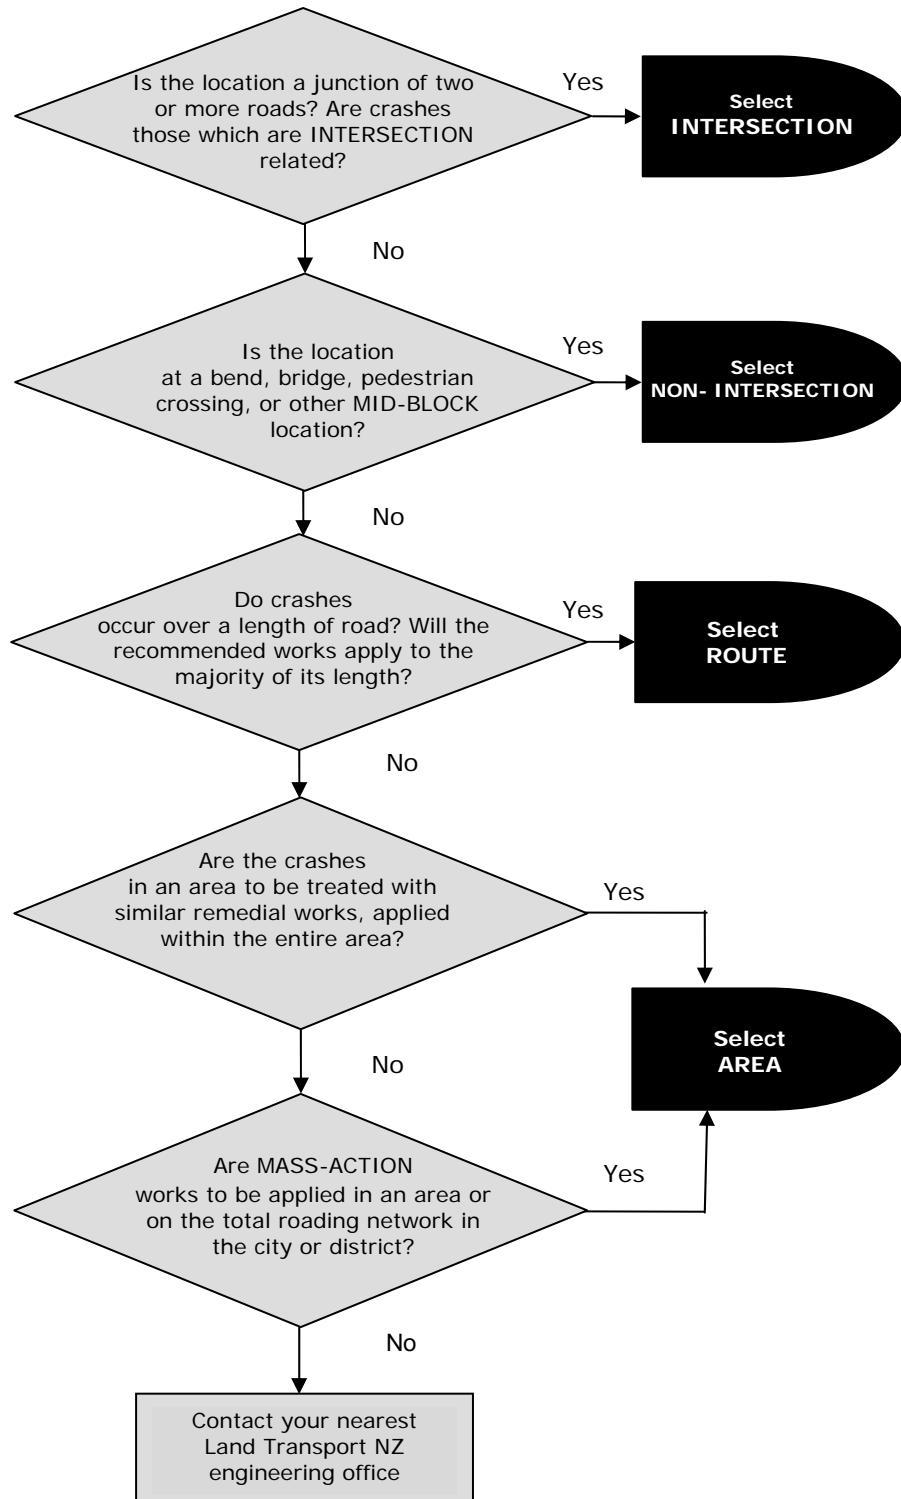 Is the location a junction of two
or more roads? Are crashes
those which are INTERSECTION
related?
Yes
Select
INTERSECTION
No
Is the location
at a bend, bridge, pedestrian
crossing, or other MID-BLOCK
location?
Yes
Select
NON- INTERSECTION
No
Do crashes
occur over a length of road? Will the
recommended works apply to the
majority of its length?
Yes
Select
ROUTE
No
Are the crashes
in an area to be treated with
similar remedial works, applied
within the entire area?
Yes
Select
AREA
No
Are MASS-ACTION
works to be applied in an area or
on the total roading network in
the city or district?
Yes
No
Contact your nearest
Land Transport NZ
engineering office